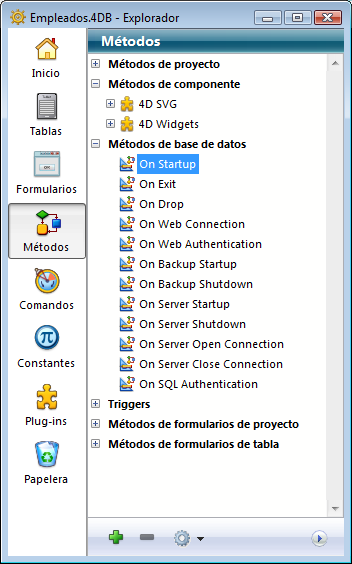 Empleados.4DB - Explorador
Inicio
Tablas
Formularios
Métodos
Comandos
Constantes
Plug-ins
Papelera
Métodos
Métodos de proyecto
Métodos de componente
4D SVG
4D Widgets
Métodos de base de datos
On Startup
On Exit
On Drop
On Web Connection
On Web Authentication
On Backup Startup
On Backup Shutdown
On Server Startup
On Server Shutdown
On Server Open Connection
On Server Close Connection
On SQL Authentication
Triggers
Métodos de formularios de proyecto
Métodos de formularios de tabla